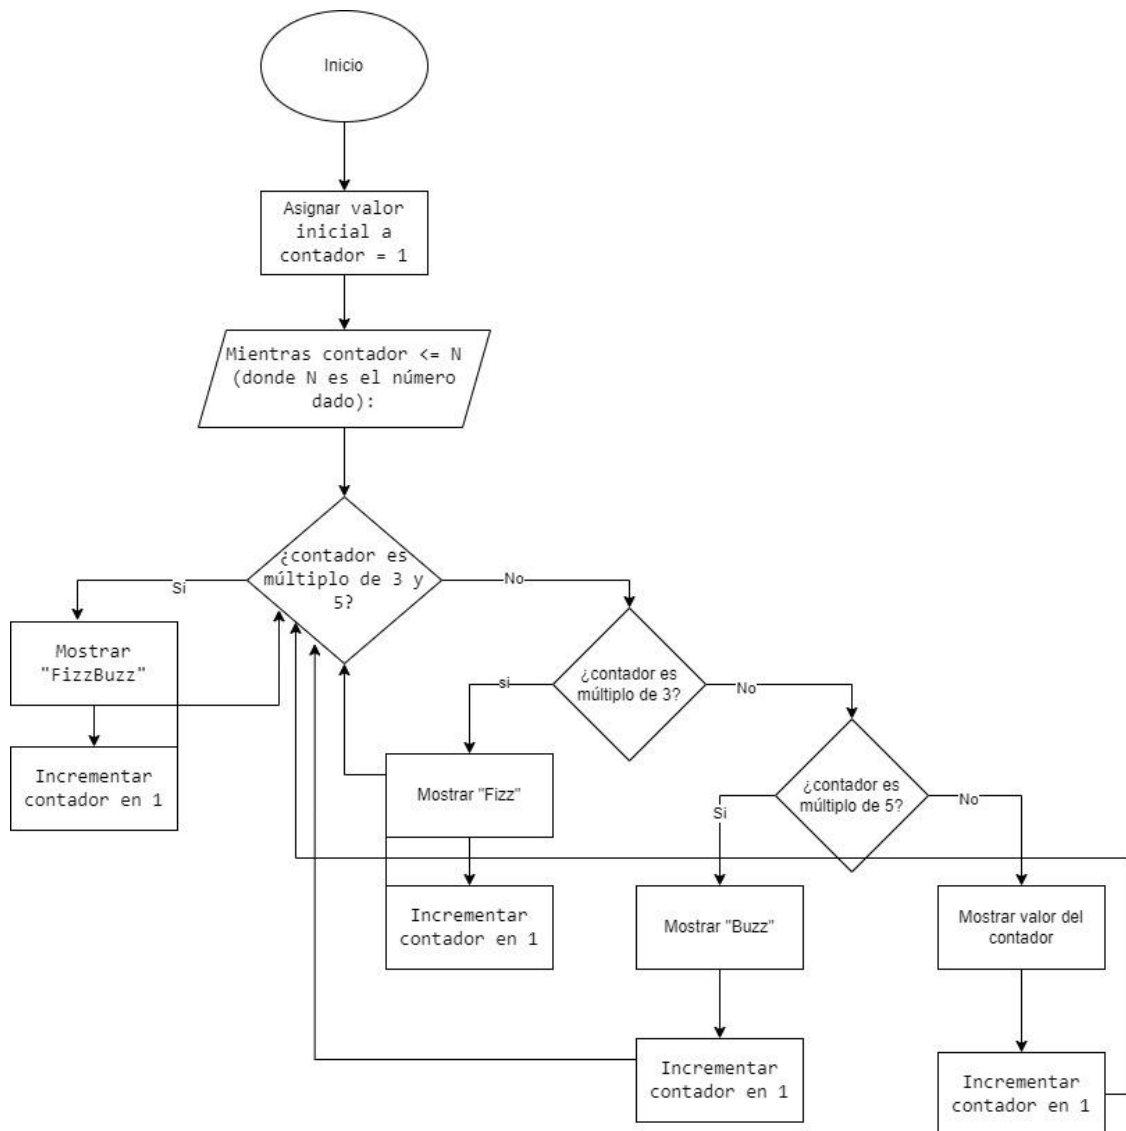 Inicio
Asignar valor
inicial a
contador = 1
Mientras contador <= N
(donde N es el número
dado):
¿contador es
múltiplo de 3 y
5?
Si
No
Mostrar
"FizzBuzz"
Incrementar
contador en 1
¿contador es
múltiplo de 3?
si
No
Mostrar "Fizz"
Incrementar
contador en 1
¿contador es
múltiplo de 5?
Si
No
Mostrar "Buzz"
Incrementar
contador en 1
Mostrar valor del
contador
Incrementar
contador en 1